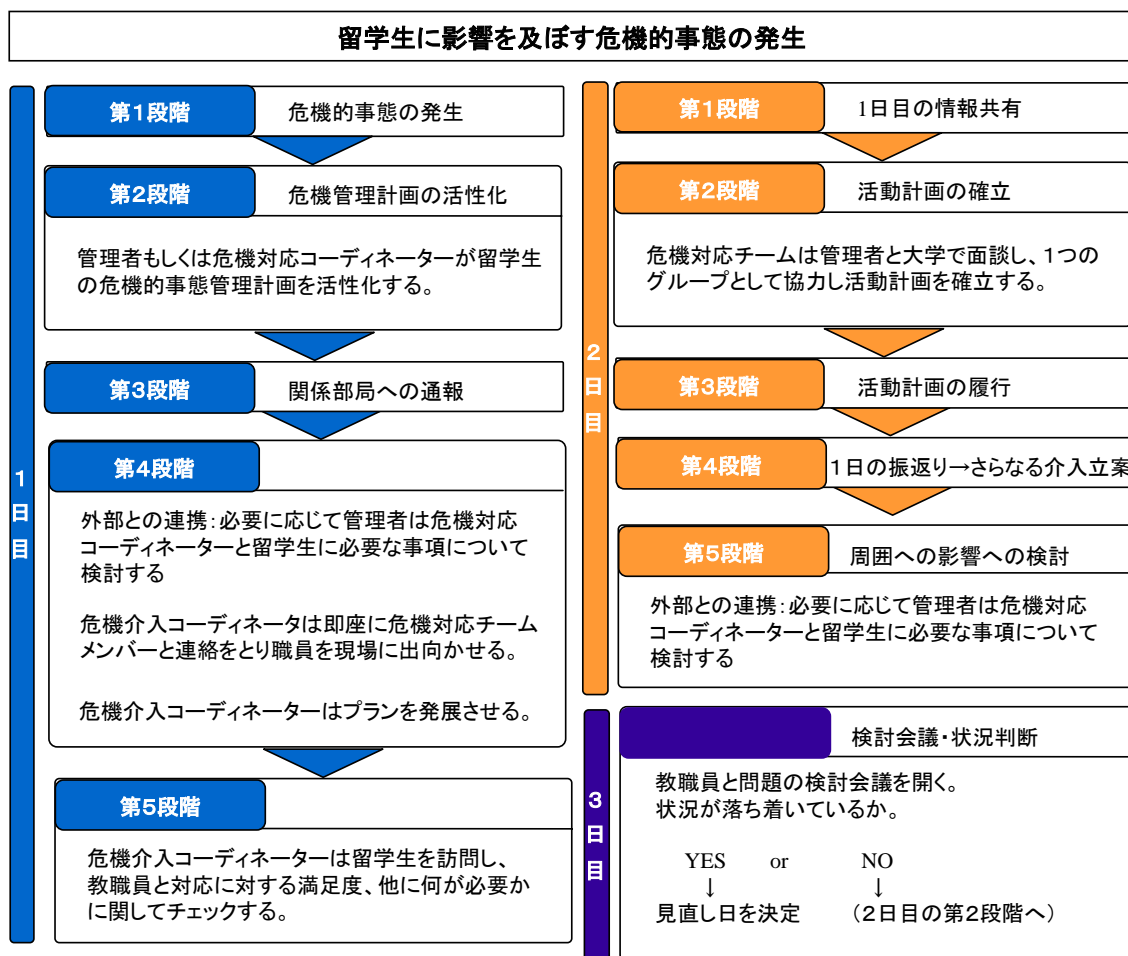 留学生に影響を及ぼす危機的事態の発生
1日目
第1段階
危機的事態の発生
第2段階
危機管理計画の活性化
管理者もしくは危機対応コーディネーターが留学生
の危機的事態管理計画を活性化する。
第3段階
関係部局への通報
第4段階
外部との連携：必要に応じて管理者は危機対応
コーディネーターと留学生に必要な事項について
検討する
危機介入コーディネータは即座に危機対応チーム
メンバーと連絡をとり職員を現場に出向かせる。
危機介入コーディネーターはプランを発展させる。
第5段階
危機介入コーディネーターは留学生を訪問し、
教職員と対応に対する満足度、他に何が必要か
に関してチェックする。
2日目
第1段階
1日目の情報共有
第2段階
活動計画の確立
危機対応チームは管理者と大学で面談し、１つの
グループとして協力し活動計画を確立する。
第3段階
活動計画の履行
第4段階
１日の振返り→さらなる介入立案
第5段階
周囲への影響への検討
外部との連携：必要に応じて管理者は危機対応
コーディネーターと留学生に必要な事項について
検討する
3日目
検討会議・状況判断
教職員と問題の検討会議を開く。
状況が落ち着いているか。
YES or NO
↓ ↓
見直し日を決定 （２日目の第２段階へ）